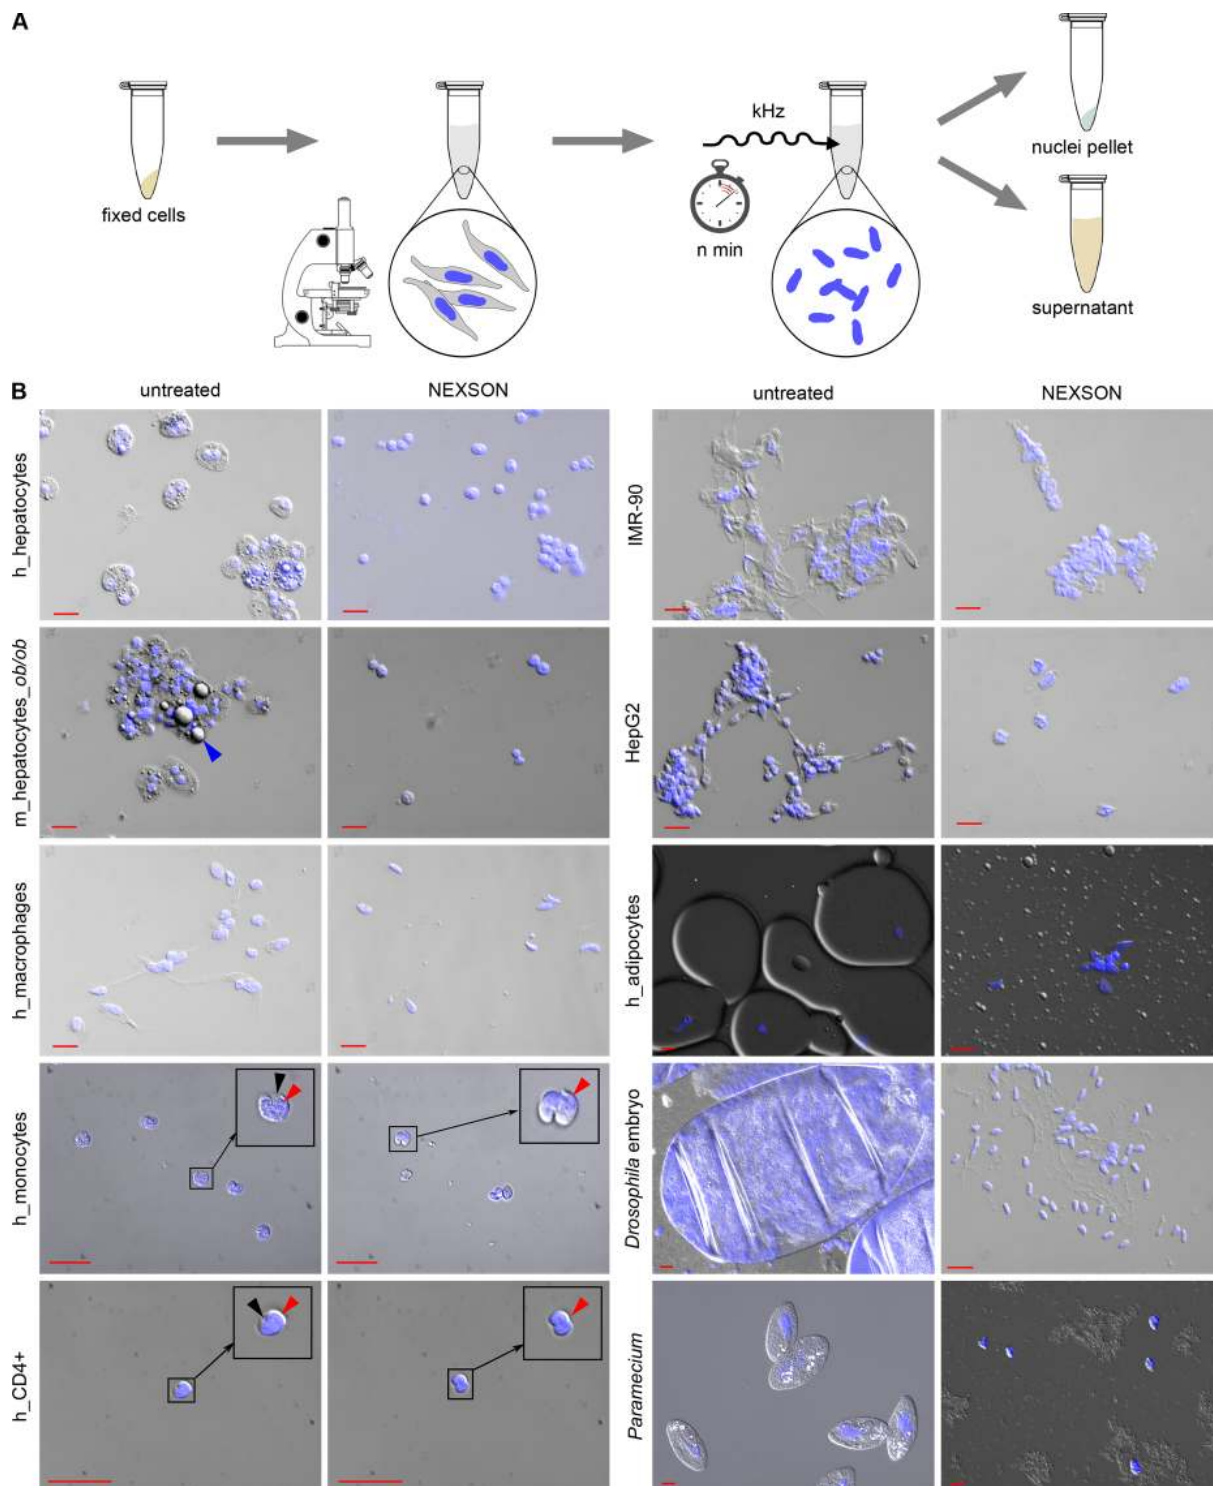 A
kHz
fixed cells
n min
nuclei pellet
supernatant
B
untreated
NEXSON
untreated
NEXSON
h_hepatocytes
IMR-90
m_hepatocytes_ob/ob
HepG2
h_macrophages
h_adipocytes
h_monocytes
Drosophila embryo
h_CD4+
Paramecium